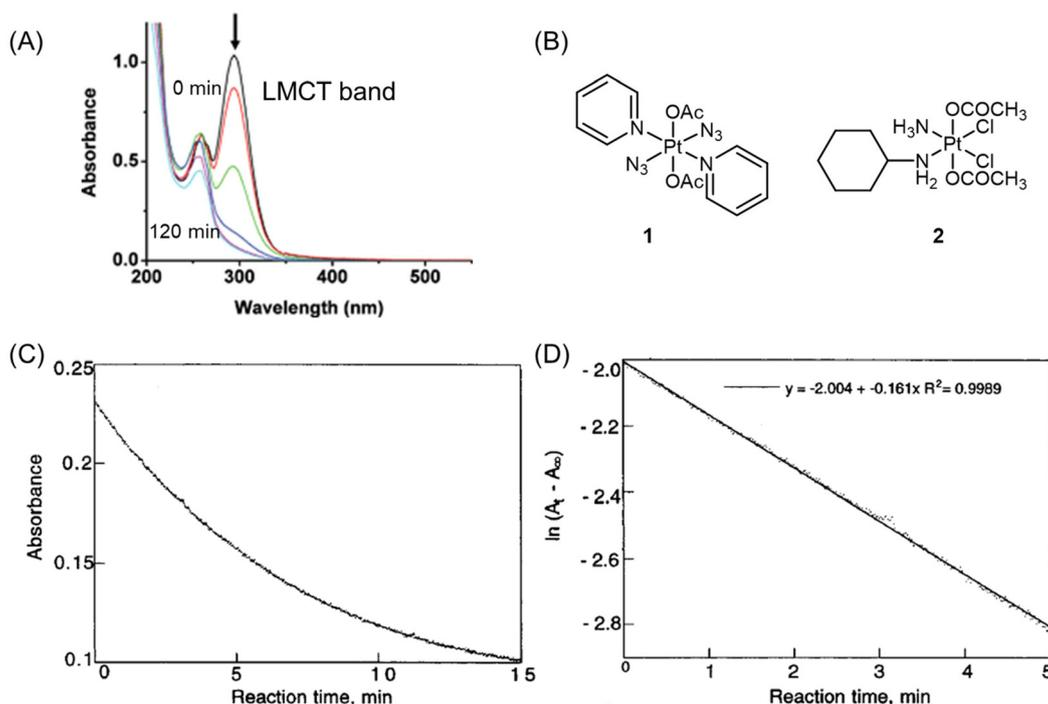 (A)
1.0
0.5
0.0
Absorbance
0 min
LMCT band
120 min
200
300
400
500
Wavelength (nm)
(B)
N
OAc
N3
Pt
N3
N
OAc
1
OCOCH3
H3N
Cl
Pt
Cl
N
H2
OCOCH3
2
(C)
0.25
0.2
0.15
0.1
Absorbance
0
5
10
15
Reaction time, min
(D)
- 2.0
- 2.2
- 2.4
- 2.6
- 2.8
ln (At - A∞)
y = -2.004 + -0.161x R2= 0.9989
0
1
2
3
4
5
Reaction time, min